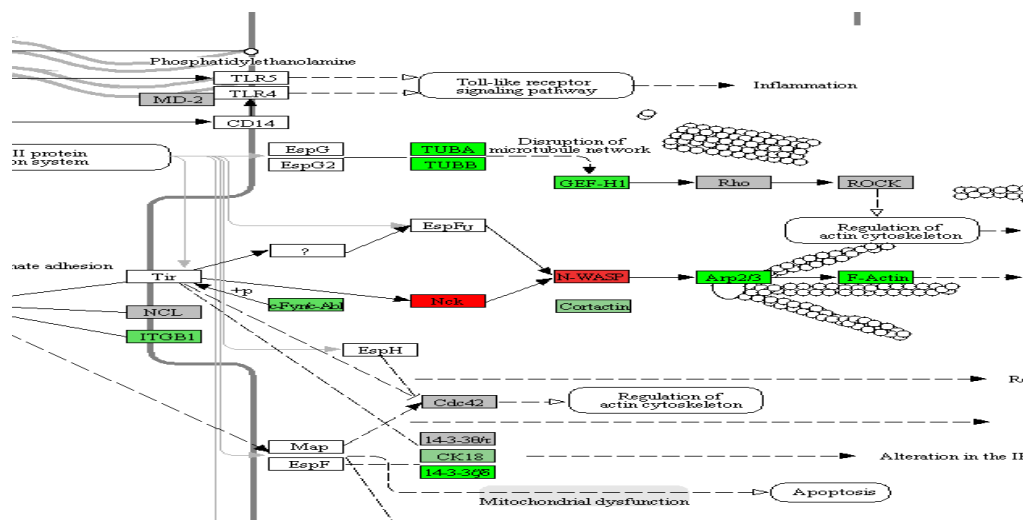 Phosphatidylethanolamine
TLR5
MD-2
TLR4
Toll-like receptor
signaling pathway
Inflammation
CD14
II protein
on system
EspG
EspG2
TUBA
TUBB
Disruption of
microtubule network
GEF-H1
Rho
ROCK
EspFU
Regulation of
actin cytoskeleton
?
mate adhesion
Tir
+p
c-Fyn/c-Abl
Nck
N-WASP
Cortactin
Arp2/3
F-Actin
NCL
ITGB1
EspH
Cdc42
Regulation of
actin cytoskeleton
Map
EspF
14-3-3θ/τ
CK18
14-3-3ζδ
Alteration in the
Mitochondrial dysfunction
Apoptosis